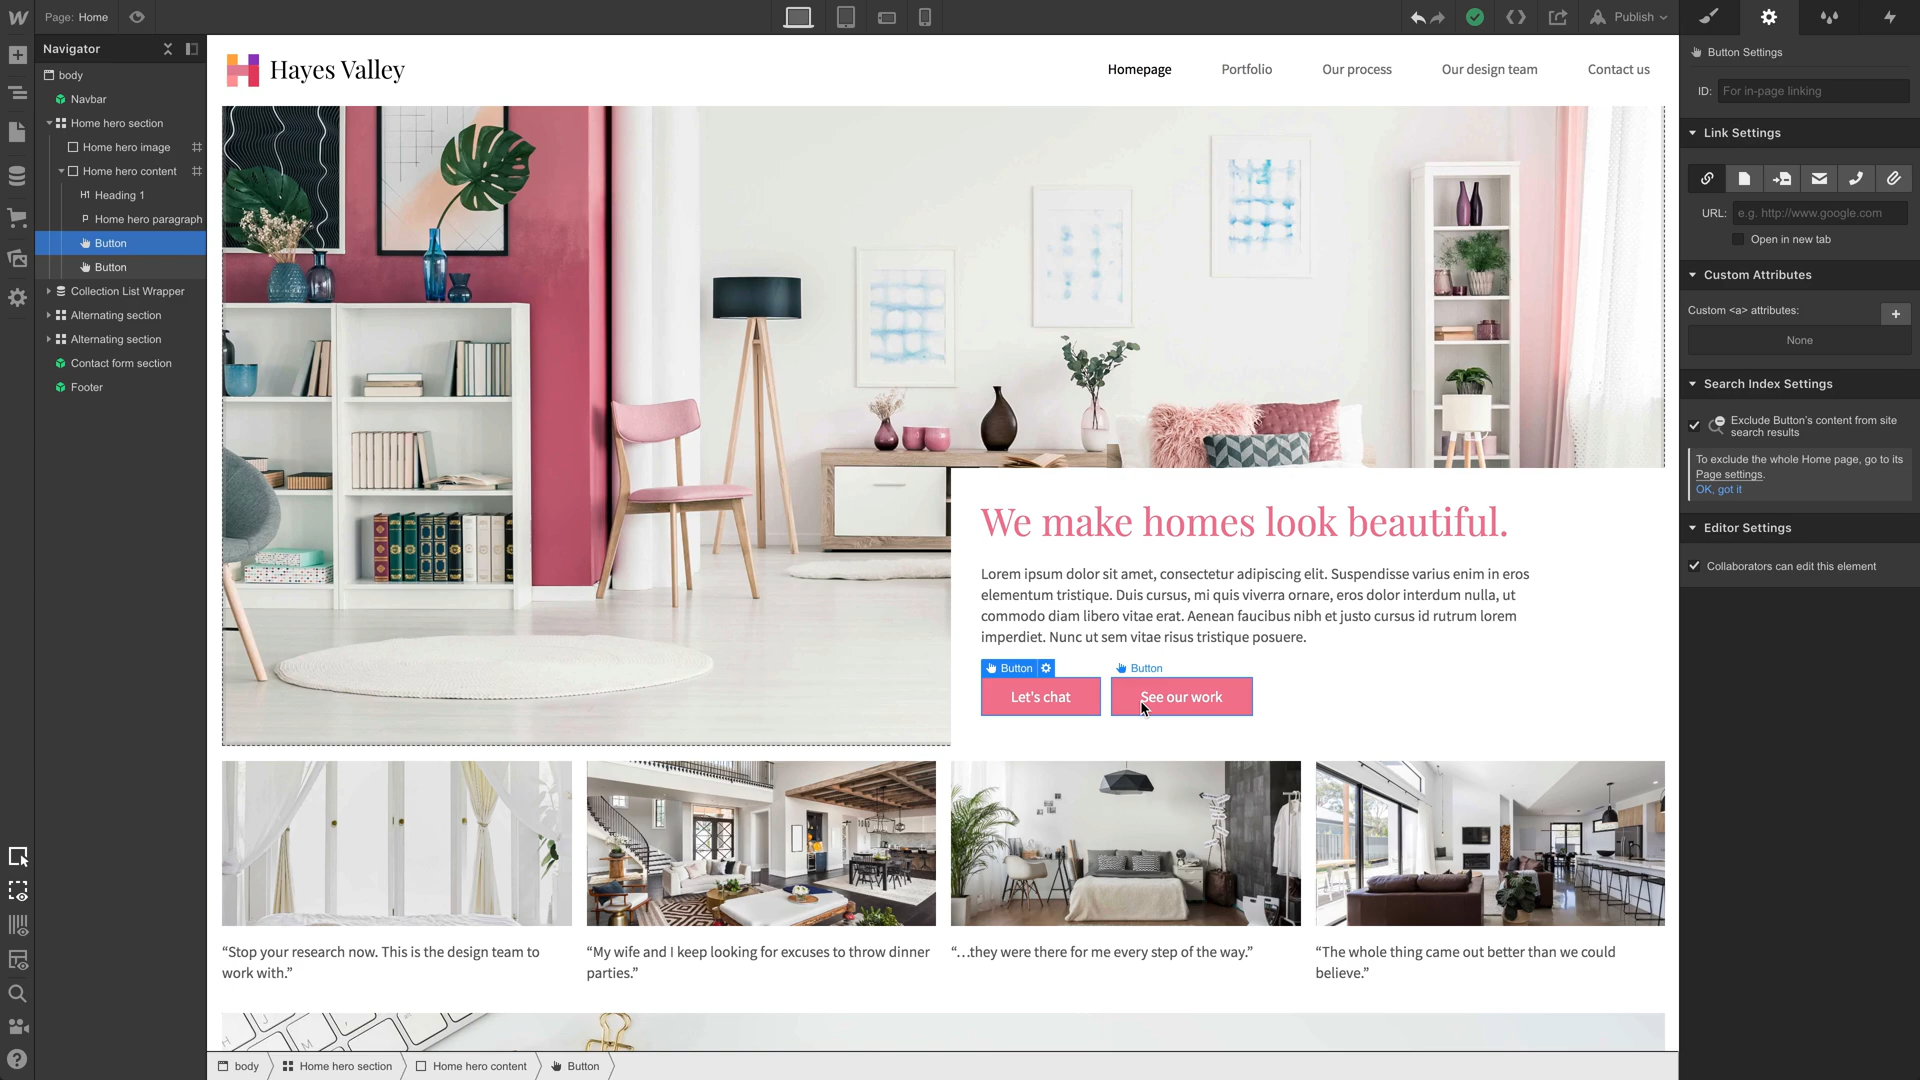 Page: Home
Publish
Navigator
body
Navbar
Home hero section
Home hero image
Home hero content
H1 Heading 1
P Home hero paragraph
Button
Button
Collection List Wrapper
Alternating section
Alternating section
Contact form section
Footer
Hayes Valley
Homepage
Portfolio
Our process
Our design team
Contact us
We make homes look beautiful.
Lorem ipsum dolor sit amet, consectetur adipiscing elit. Suspendisse varius enim in eros
elementum tristique. Duis cursus, mi quis viverra ornare, eros dolor interdum nulla, ut
commodo diam libero vitae erat. Aenean faucibus nibh et justo cursus id rutrum lorem
imperdiet. Nunc ut sem vitae risus tristique posuere.
Button
Button
Let's chat
See our work
“Stop your research now. This is the design team to
work with.”
“My wife and I keep looking for excuses to throw dinner
parties.”
“…they were there for me every step of the way.”
“The whole thing came out better than we could
believe.”
body
Home hero section
Home hero content
Button
Button Settings
ID: For in-page linking
Link Settings
URL: e.g. http://www.google.com
Open in new tab
Custom Attributes
Custom <a> attributes:
None
Search Index Settings
Exclude Button's content from site
search results
To exclude the whole Home page, go to its
Page settings.
OK, got it
Editor Settings
Collaborators can edit this element